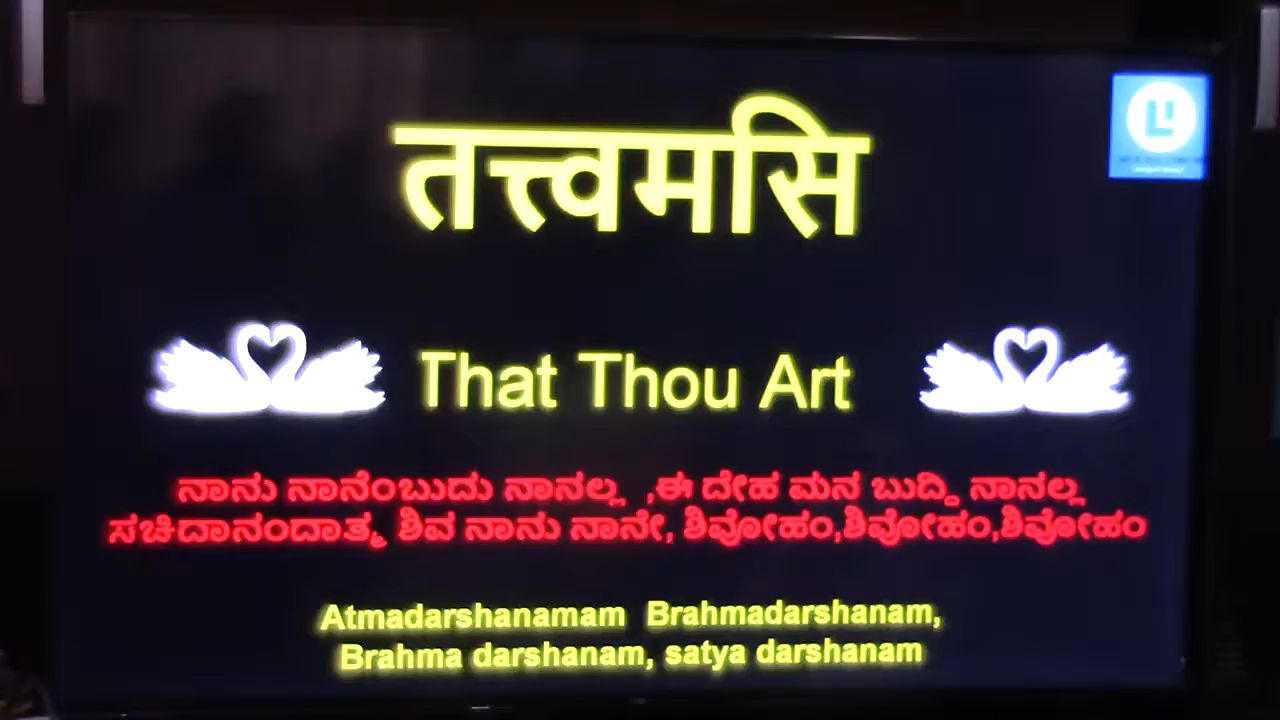 तत्त्वमसि
That Thou Art
ನಾನು ನಾನೆಂಬುದು ನಾನಲ್ಲ ,ಈ ದೇಹ ಮನ ಬುದ್ದಿ ನಾನಲ್ಲ
ಸಚಿದಾನಂದಾತ್ಮ ಶಿವ ನಾನು ನಾನೇ, ಶಿವೋಹಂ,ಶಿವೋಹಂ,ಶಿವೋಹಂ
Atmadarshanamam Brahmadarshanam,
Brahma darshanam, satya darshanam